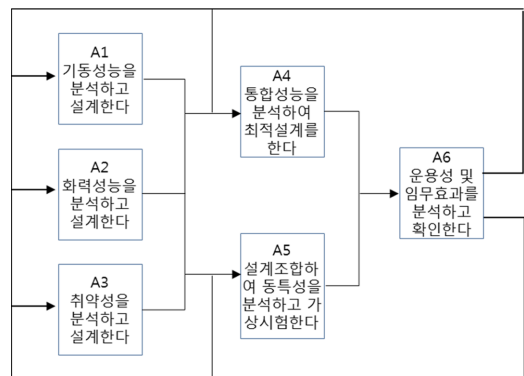 A1
기동성능을
분석하고
설계한다
A2
화력성능을
분석하고
설계한다
A3
취약성을
분석하고
설계한다
A4
통합성능을
분석하여
최적설계를
한다
A5
설계조합하
여 동특성을
분석하고 가
상시험한다
A6
운용성 및
임무효과를
분석하고
확인한다